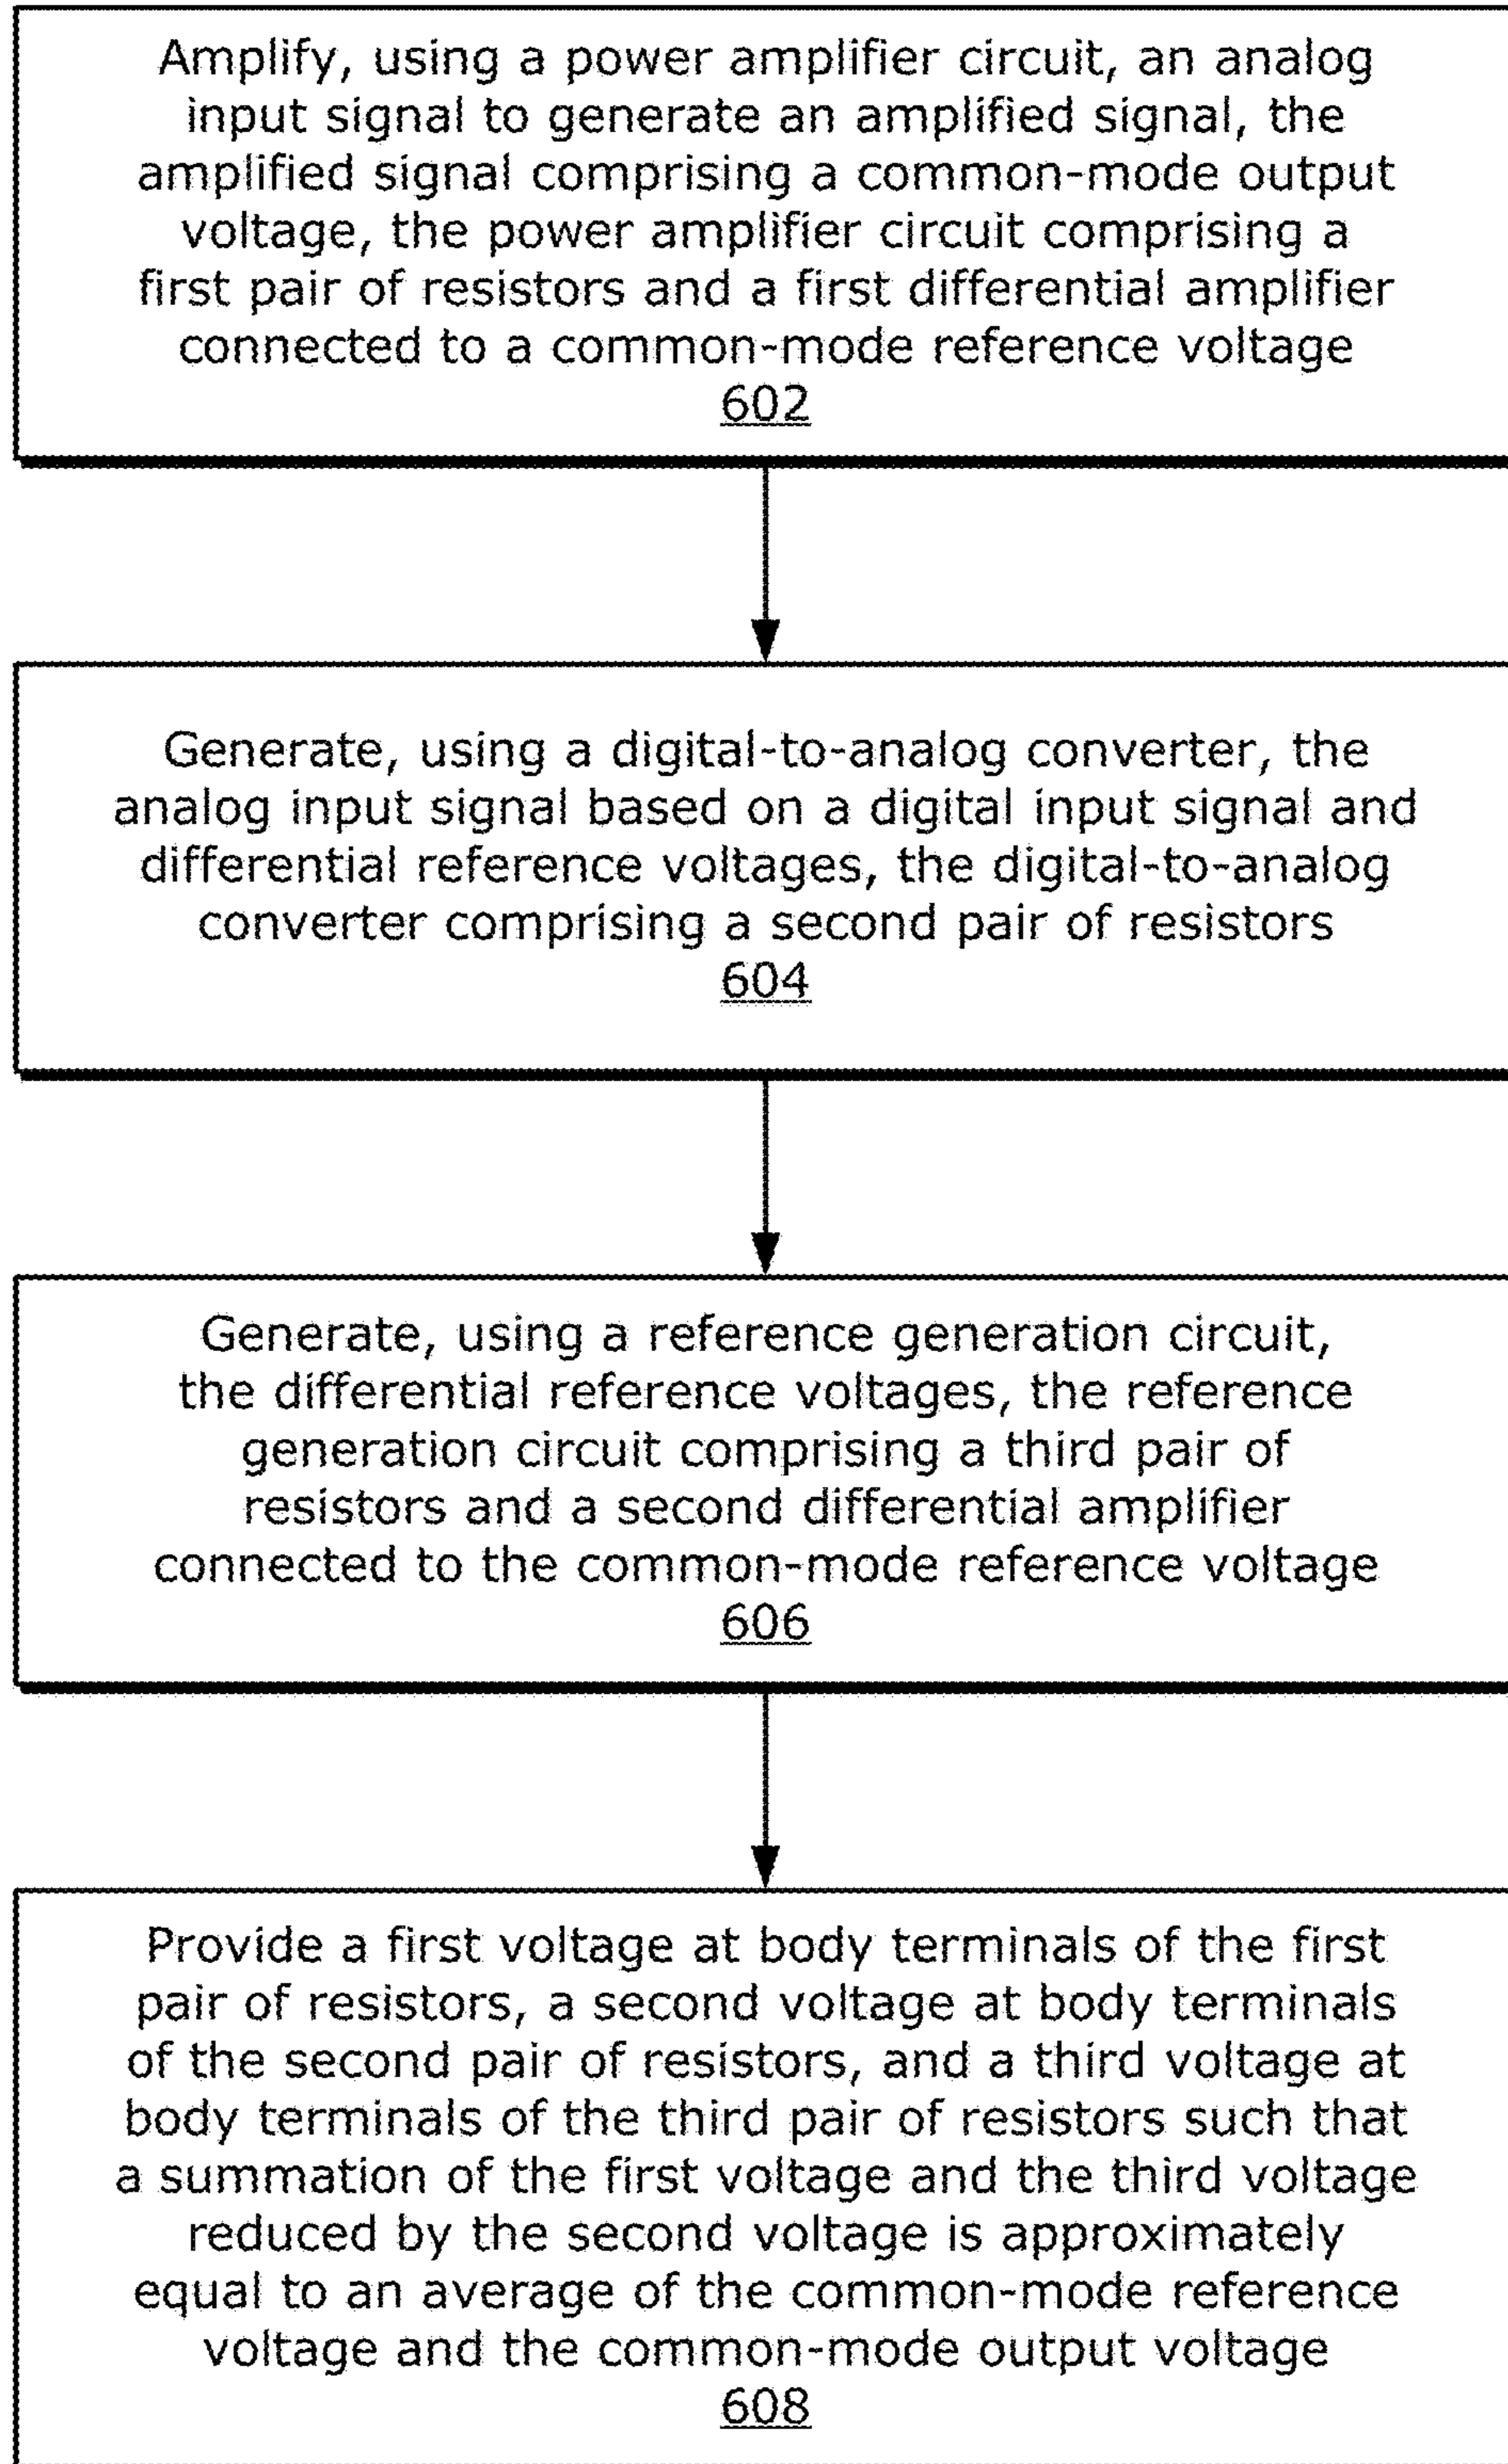 Amplify, using a power amplifier circuit, an analog
input signal to generate an amplified signal, the
amplified signal comprising a common-mode output
voltage, the power amplifier circuit comprising a
first pair of resistors and a first differential amplifier
connected to a common-mode reference voltage
602
Generate, using a digital-to-analog converter, the
analog input signal based on a digital input signal and
differential reference voltages, the digital-to-analog
converter comprising a second pair of resistors
604
Generate, using a reference generation circuit,
the differential reference voltages, the reference
generation circuit comprising a third pair of
resistors and a second differential amplifier
connected to the common-mode reference voltage
606
Provide a first voltage at body terminals of the first
pair of resistors, a second voltage at body terminals
of the second pair of resistors, and a third voltage at
body terminals of the third pair of resistors such that
a summation of the first voltage and the third voltage
reduced by the second voltage is approximately
equal to an average of the common-mode reference
voltage and the common-mode output voltage
608